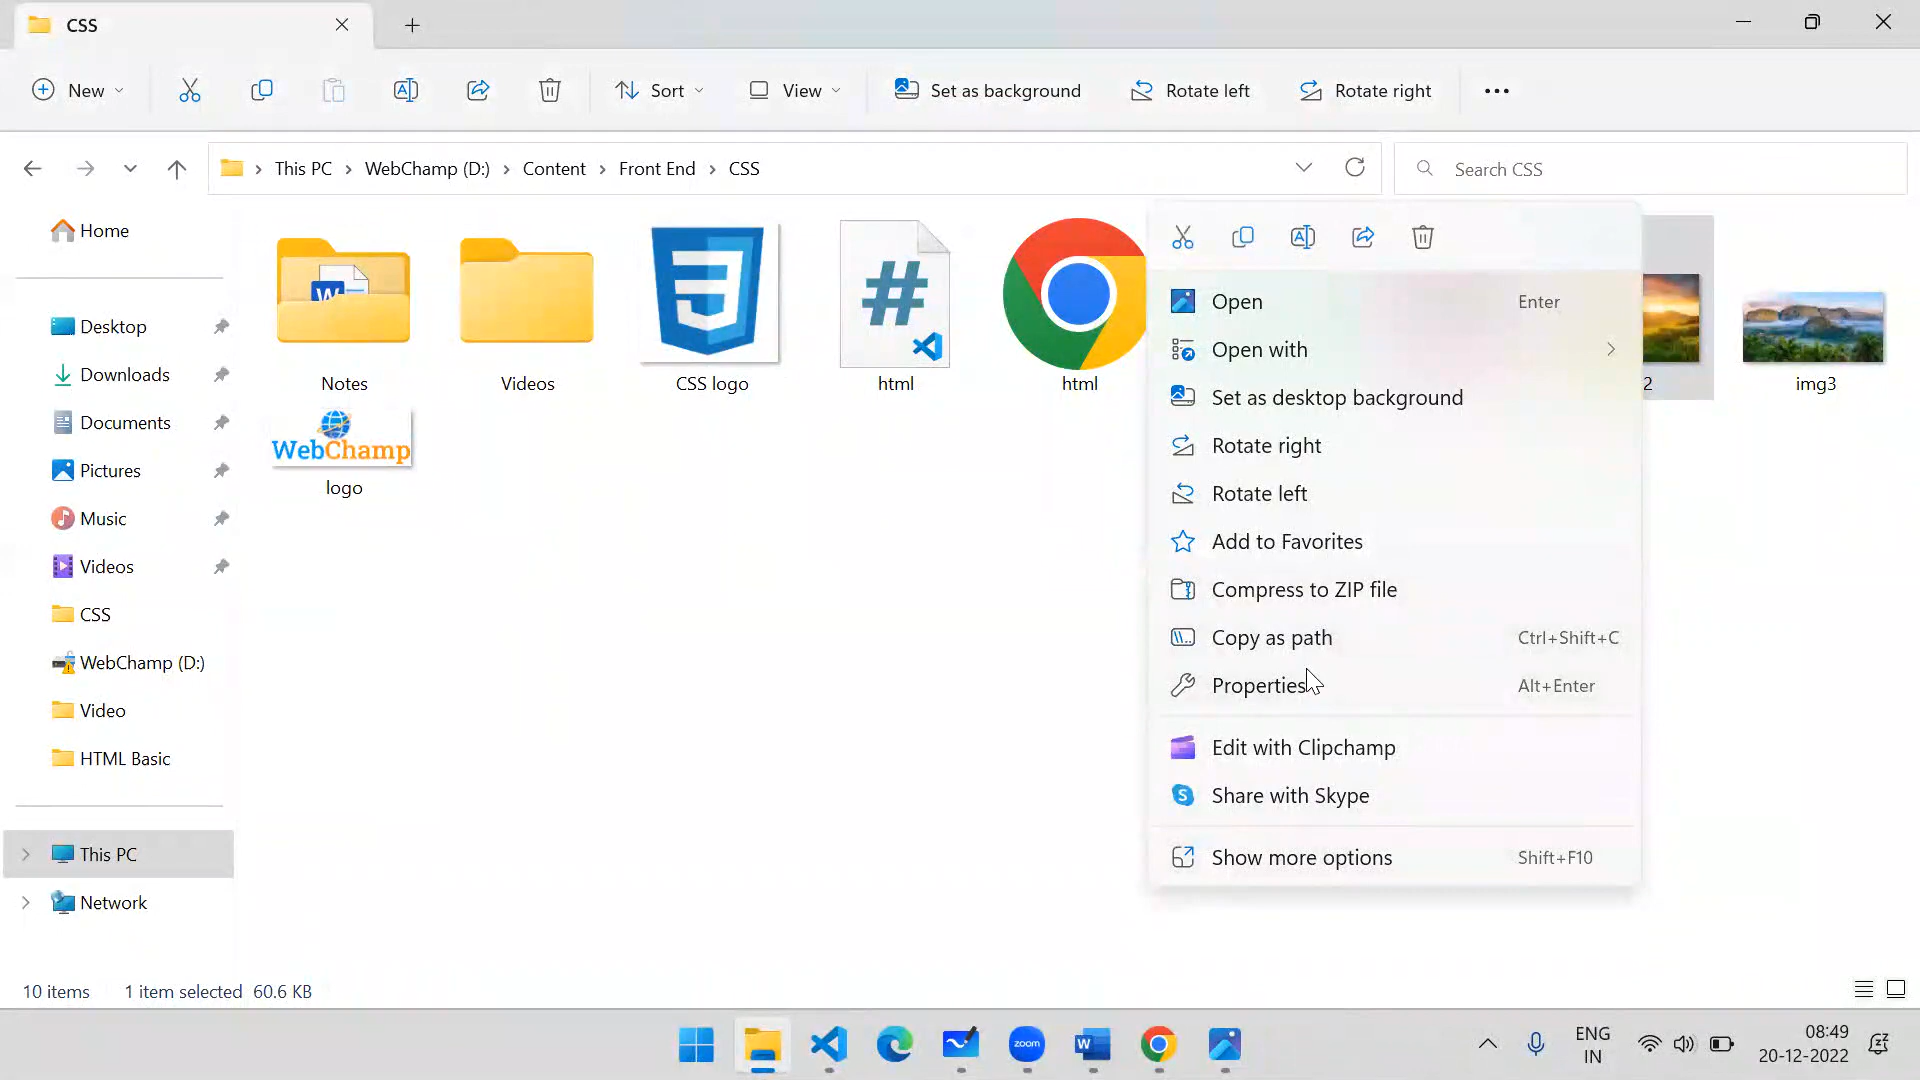 CSS
New
Sort
View
Set as background
Rotate left
Rotate right
This PC
WebChamp (D:)
Content
Front End
CSS
Search CSS
Home
Desktop
Downloads
Documents
Pictures
Music
Videos
CSS
WebChamp (D:)
Video
HTML Basic
This PC
Network
W
Notes
Videos
CSS logo
#
html
html
2
img3
WebChamp
logo
Open Enter
Open with
Set as desktop background
Rotate right
Rotate left
Add to Favorites
Compress to ZIP file
Copy as path Ctrl+Shift+C
Properties Alt+Enter
Edit with Clipchamp
Share with Skype
Show more options Shift+F10
10 items 1 item selected 60.6 KB
zoom
W
ENG
IN
08:49
20-12-2022